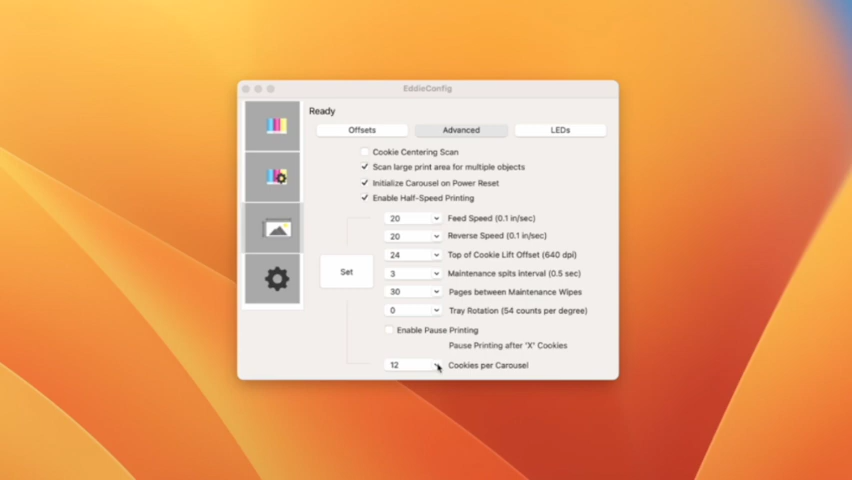 EddieConfig
Ready
Offsets
Advanced
LEDs
Cookie Centering Scan
Scan large print area for multiple objects
Initialize Carousel on Power Reset
Enable Half-Speed Printing
20 Feed Speed (0.1 in/sec)
20 Reverse Speed (0.1 in/sec)
24 Top of Cookie Lift Offset (640 dpi)
Set
3 Maintenance spits interval (0.5 sec)
30 Pages between Maintenance Wipes
0 Tray Rotation (54 counts per degree)
Enable Pause Printing
Pause Printing after "X" Cookies
12 Cookies per Carousel